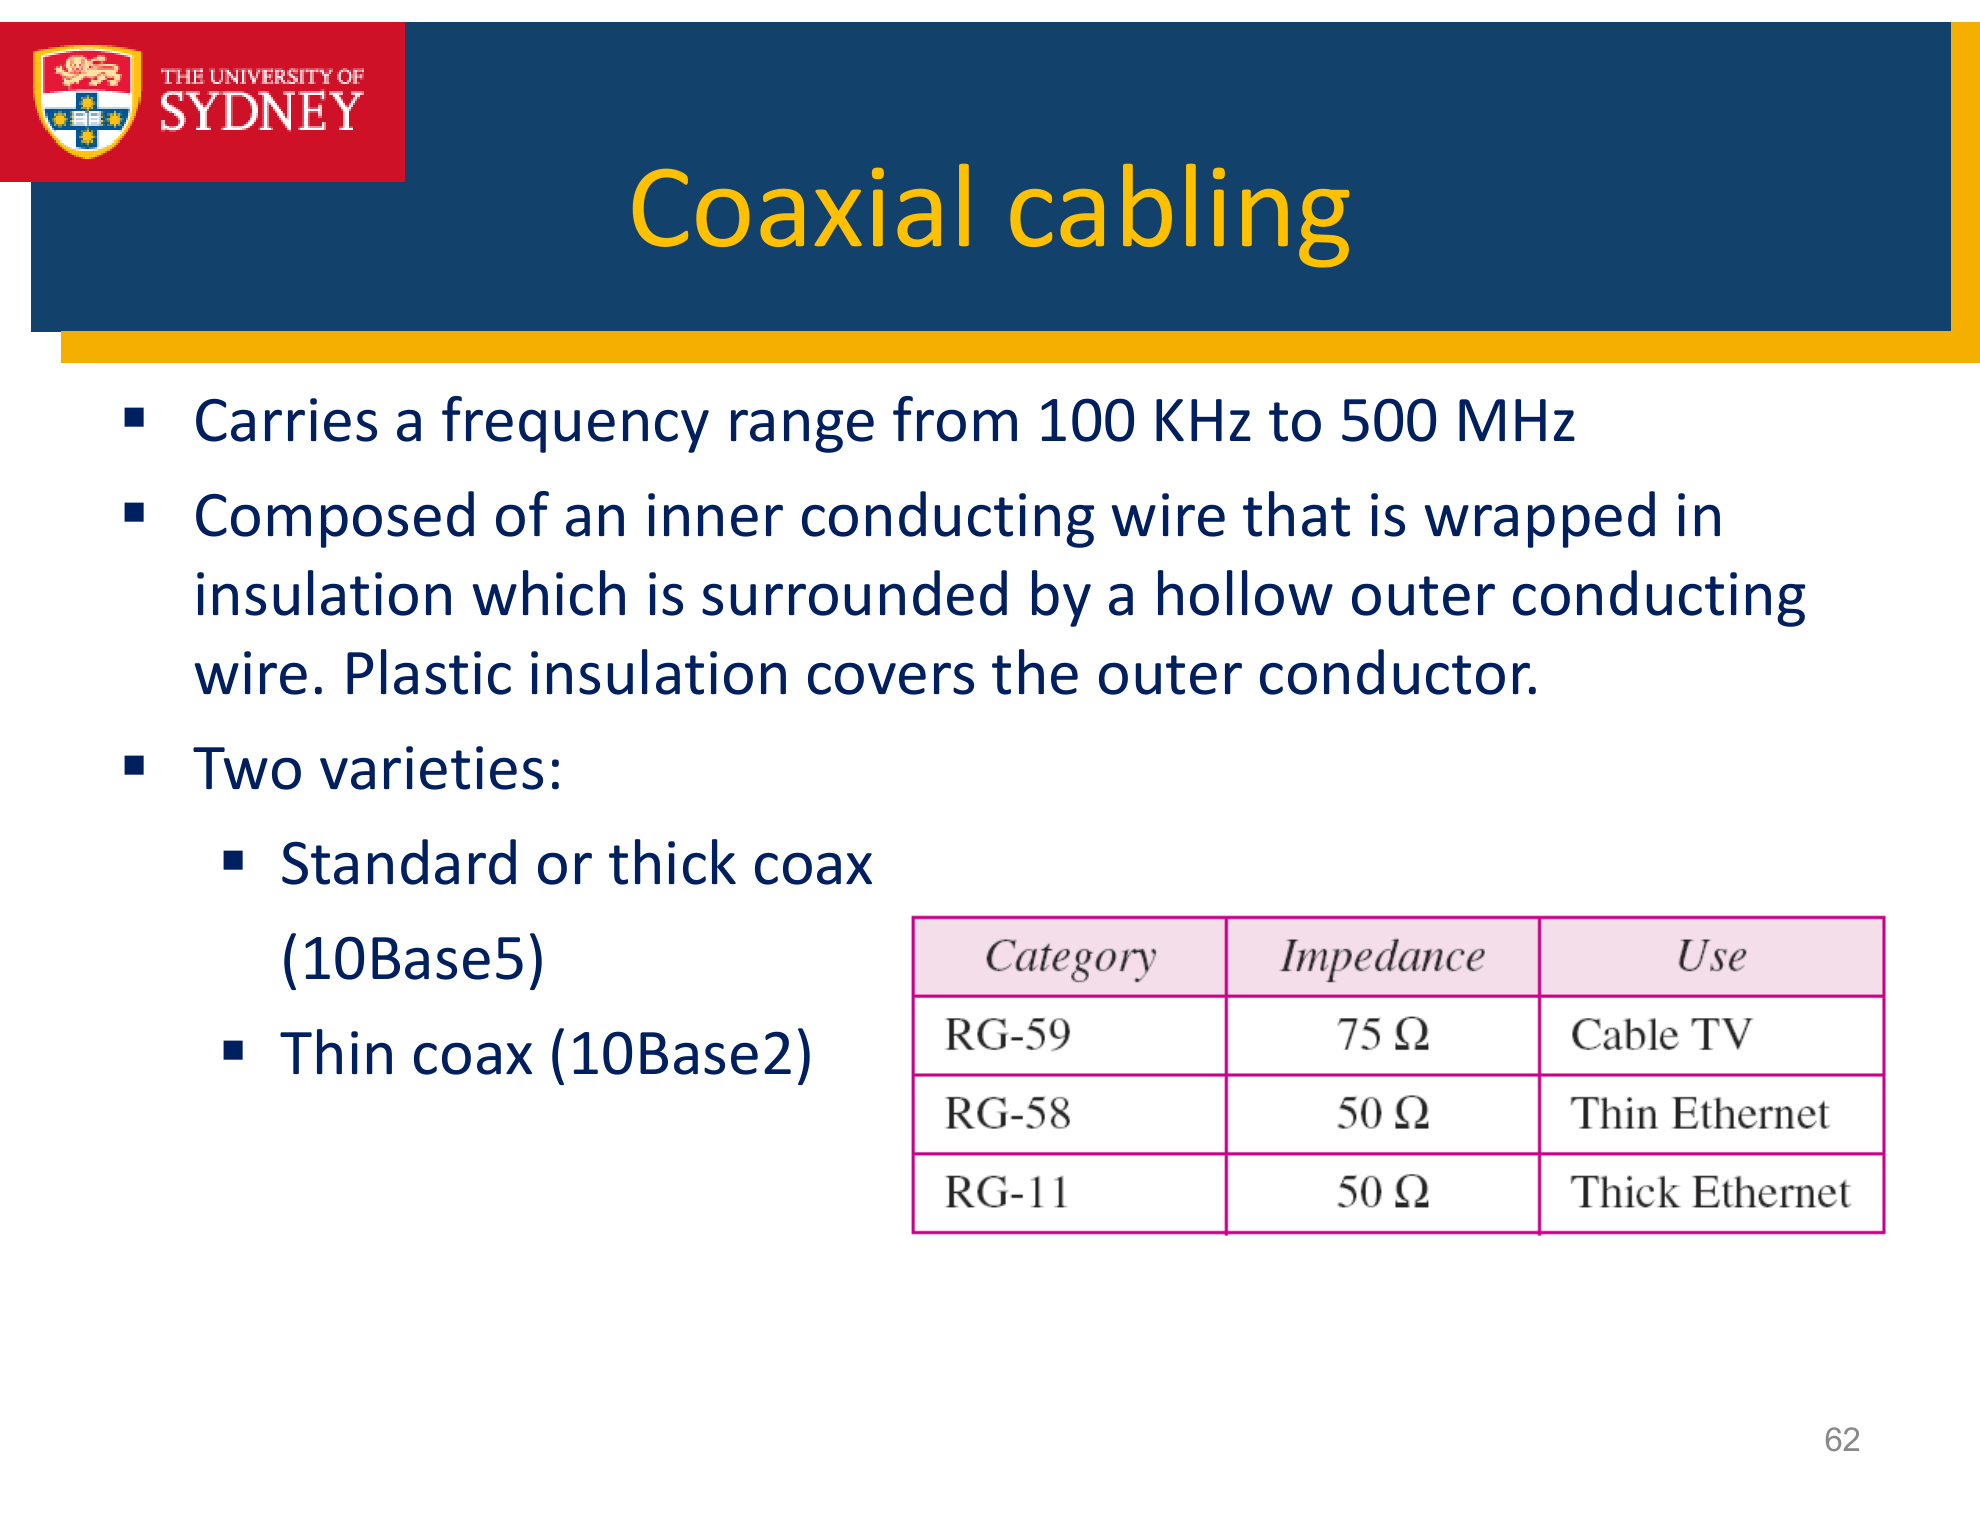 THE UNIVERSITY OF
SYDNEY
Coaxial cabling
▪ Carries a frequency range from 100 KHz to 500 MHz
▪ Composed of an inner conducting wire that is wrapped in
insulation which is surrounded by a hollow outer conducting
wire. Plastic insulation covers the outer conductor.
▪ Two varieties:
▪ Standard or thick coax
(10Base5)
▪ Thin coax (10Base2)
Category Impedance Use
RG-59 75 Ω Cable TV
RG-58 50 Ω Thin Ethernet
RG-11 50 Ω Thick Ethernet
62